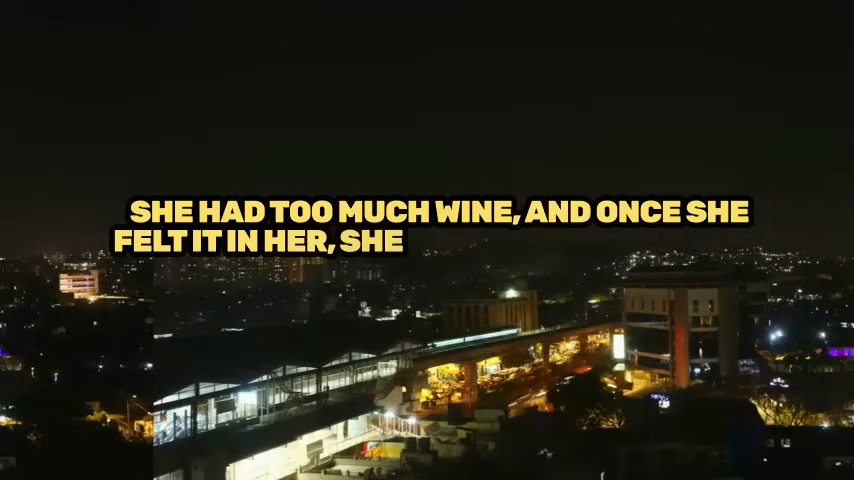 SHE HAD TOO MUCH WINE, AND ONCE SHE
FELT IT IN HER, SHE